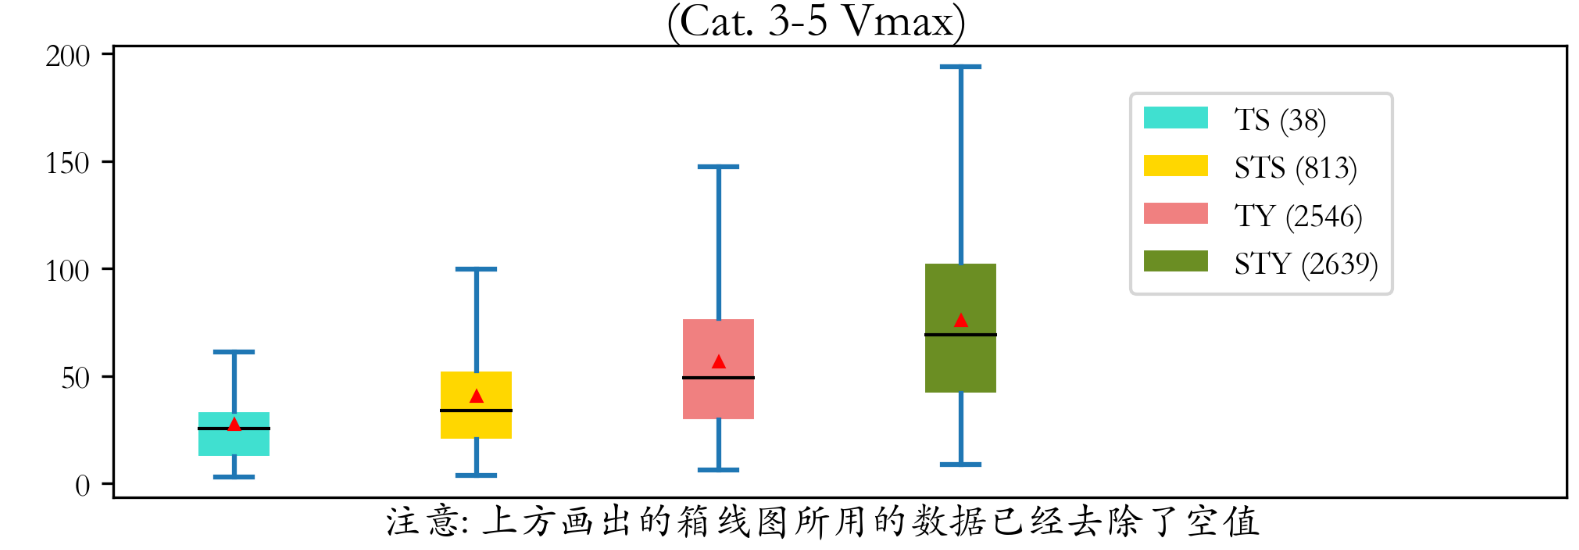 (Cat. 3-5 Vmax)
200
150
100
50
0
TS (38)
STS (813)
TY (2546)
STY (2639)
注意: 上方画出的箱线图所用的数据已经去除了空值